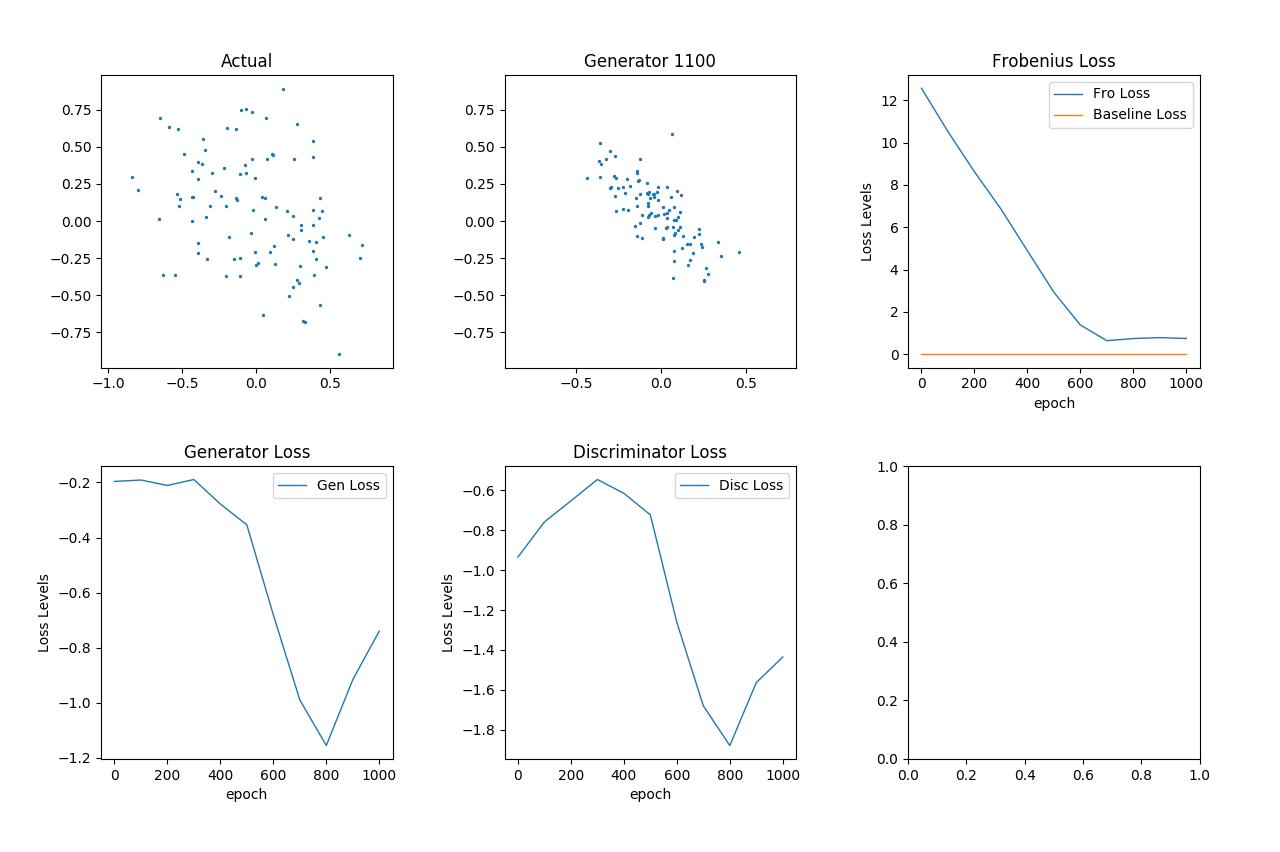 Actual
0.75
0.50
0.25
0.00
−0.25
−0.50
−0.75
−1.0 −0.5 0.0 0.5
Generator 1100
0.75
0.50
0.25
0.00
−0.25
−0.50
−0.75
−0.5 0.0 0.5
Frobenius Loss
Fro Loss
Baseline Loss
Loss Levels
12
10
8
6
4
2
0
0 200 400 600 800 1000
epoch
Generator Loss
Gen Loss
Loss Levels
−0.2
−0.4
−0.6
−0.8
−1.0
−1.2
0 200 400 600 800 1000
epoch
Discriminator Loss
Disc Loss
Loss Levels
−0.6
−0.8
−1.0
−1.2
−1.4
−1.6
−1.8
0 200 400 600 800 1000
epoch
1.0
0.8
0.6
0.4
0.2
0.0
0.0 0.2 0.4 0.6 0.8 1.0